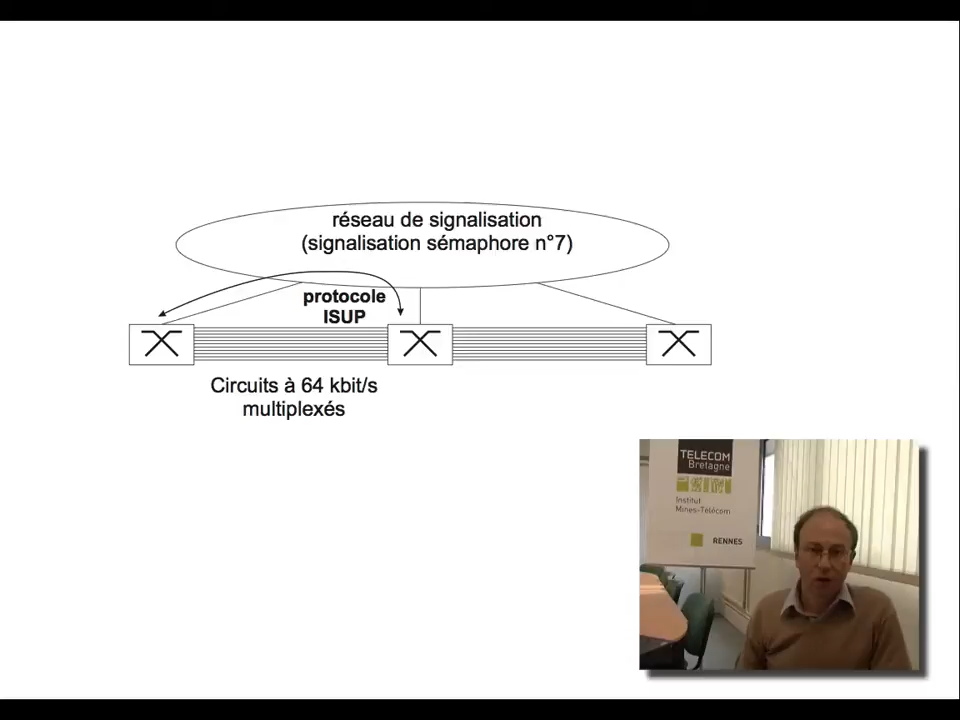 réseau de signalisation
(signalisation sémaphore n°7)
protocole
ISUP
Circuits à 64 kbit/s
multiplexés
TELECOM
Bretagne
Institut
Mines-Télécom
RENNES